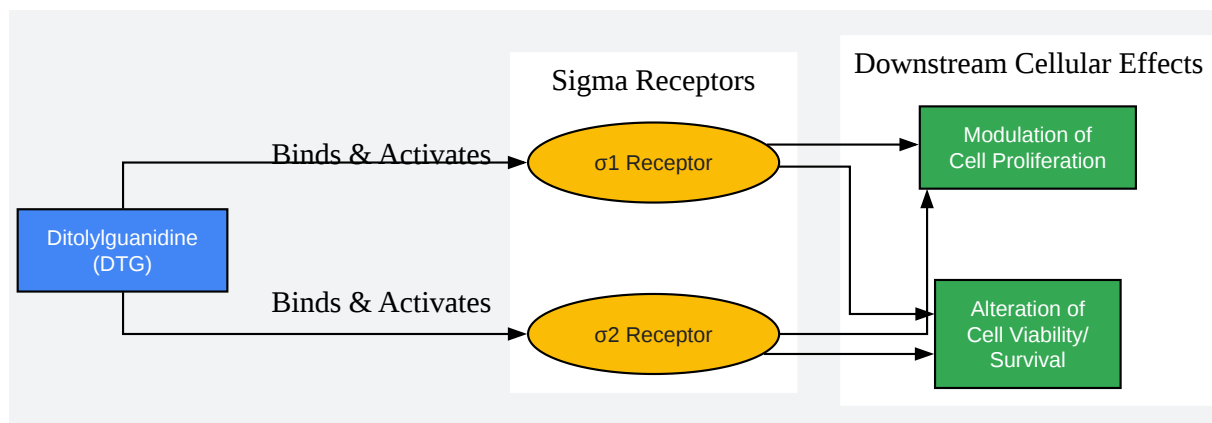 Sigma Receptors
Downstream Cellular Effects
Binds & Activates
σ1 Receptor
Modulation of
Cell Proliferation
Ditolylguanidine
(DTG)
Binds & Activates
σ2 Receptor
Alteration of
Cell Viability/
Survival